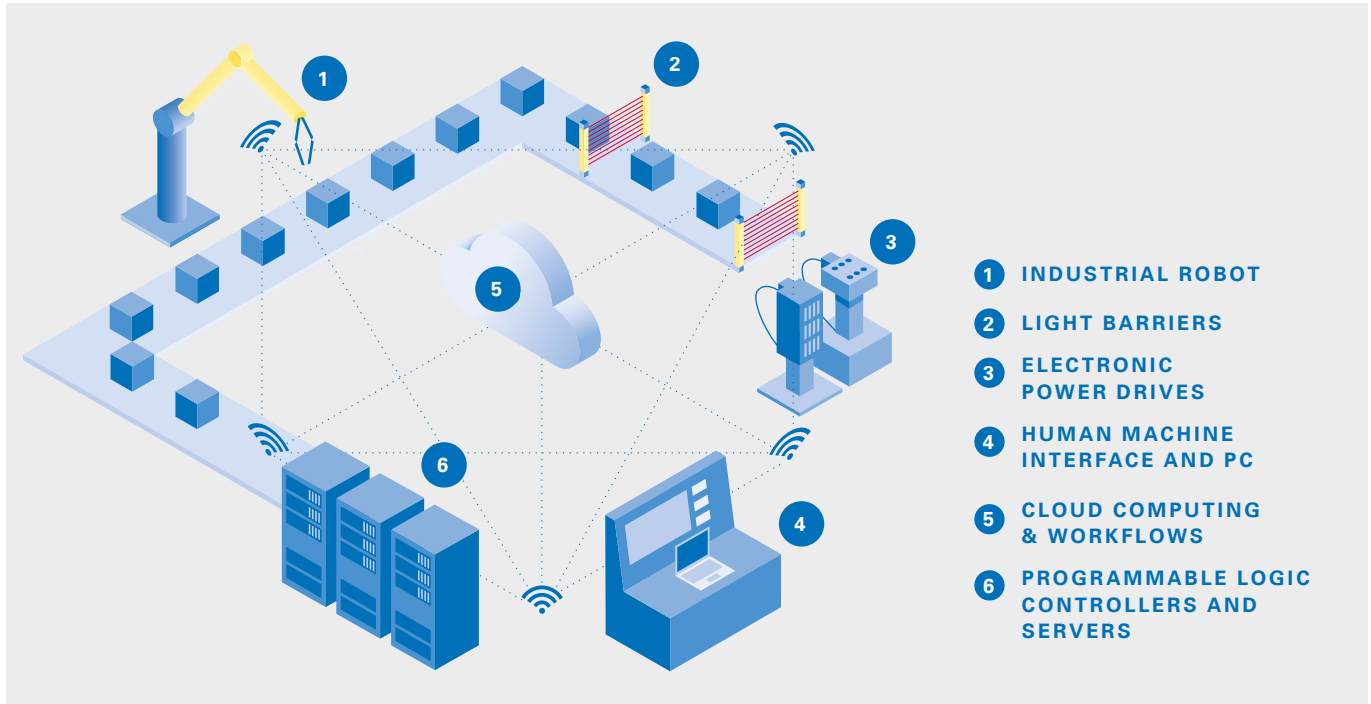 1
2
3
5
6
4
1 INDUSTRIAL ROBOT
2 LIGHT BARRIERS
3 ELECTRONIC
POWER DRIVES
4 HUMAN MACHINE
INTERFACE AND PC
5 CLOUD COMPUTING
& WORKFLOWS
6 PROGRAMMABLE LOGIC
CONTROLLERS AND
SERVERS